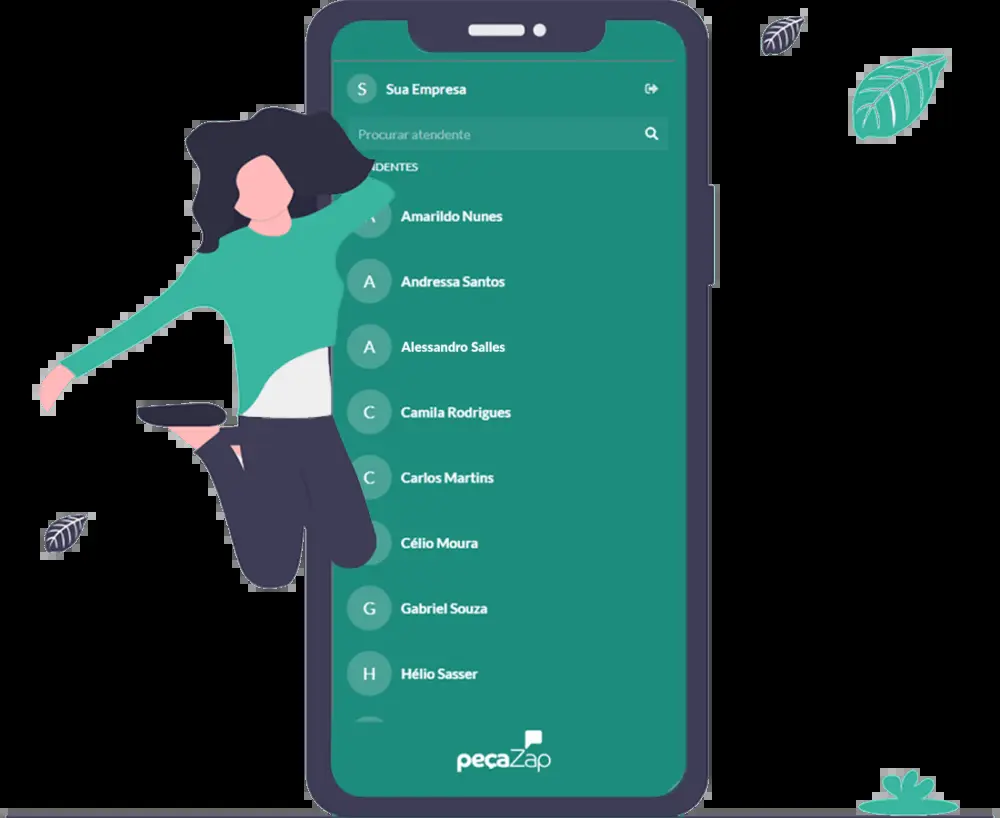 S Sua Empresa
Procurar atendente
IDENTES
Amarildo Nunes
A Andressa Santos
A Alessandro Salles
C Camila Rodrigues
C Carlos Martins
Célio Moura
G Gabriel Souza
H Hélio Sasser
peçaZap